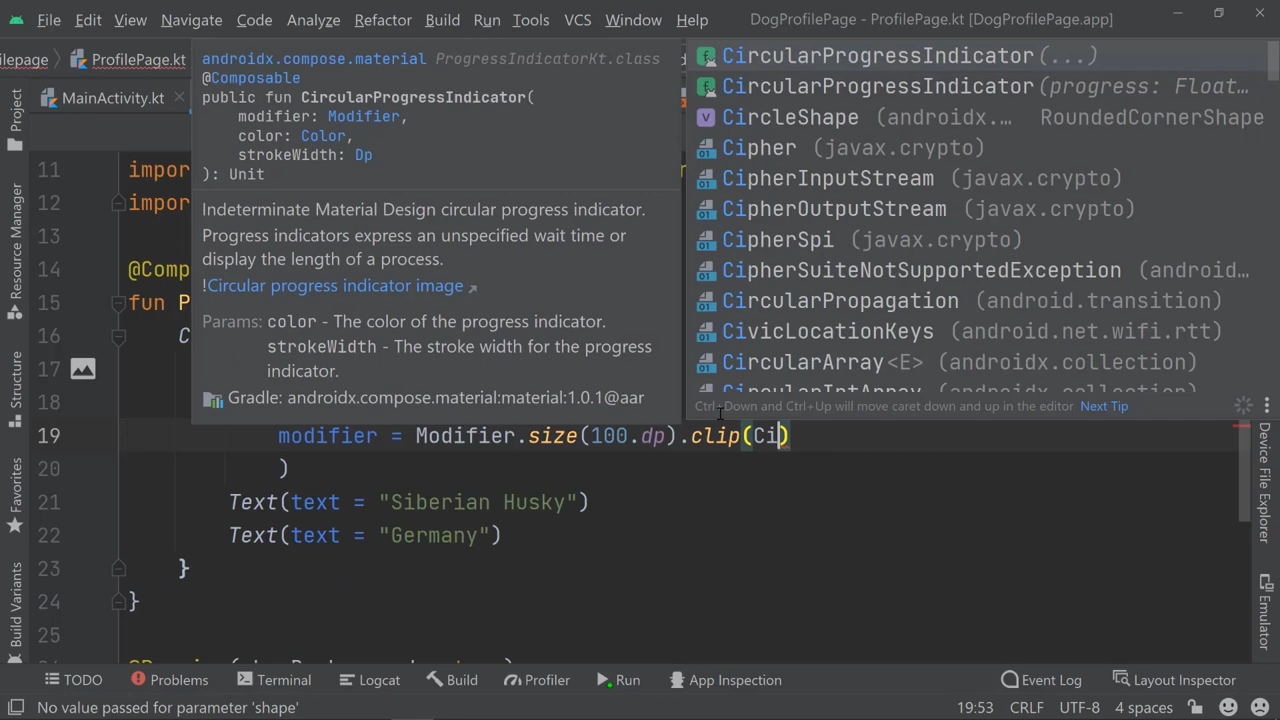 File Edit View Navigate Code Analyze Refactor Build Run Tools VCS Window Help DogProfilePage - ProfilePage.kt [DogProfilePage.app]
ilepage ProfilePage.kt
MainActivity.kt
androidx.compose.material ProgressIndicatorKt.class
@Composable
public fun CircularProgressIndicator(
modifier: Modifier,
color: Color,
strokeWidth: Dp
): Unit
Indeterminate Material Design circular progress indicator.
Progress indicators express an unspecified wait time or
display the length of a process.
!Circular progress indicator image
Params: color - The color of the progress indicator.
strokeWidth - The stroke width for the progress
indicator.
Gradle: androidx.compose.material:material:1.0.1@aar
CircularProgressIndicator(...)
CircularProgressIndicator(progress: Float...
CircleShape (androidx.... RoundedCornerShape
Cipher (javax.crypto)
CipherInputStream (javax.crypto)
CipherOutputStream (javax.crypto)
CipherSpi (javax.crypto)
CipherSuiteNotSupportedException (android...
CircularPropagation (android.transition)
CivicLocationKeys (android.net.wifi.rtt)
CircularArray<E> (androidx.collection)
CircularIntArray (androidx.collection)
Ctrl+Down and Ctrl+Up will move caret down and up in the editor Next Tip
11 impor
12 impor
13
14 @Comp
15 fun P
16 C
17
18
19 modifier = Modifier.size(100.dp).clip(Ci)
20 )
21 Text(text = "Siberian Husky")
22 Text(text = "Germany")
23 }
24 }
25
Project
Resource Manager
Structure
Favorites
Build Variants
Device File Explorer
Emulator
TODO Problems Terminal Logcat Build Profiler Run App Inspection Event Log Layout Inspector
No value passed for parameter 'shape' 19:53 CRLF UTF-8 4 spaces